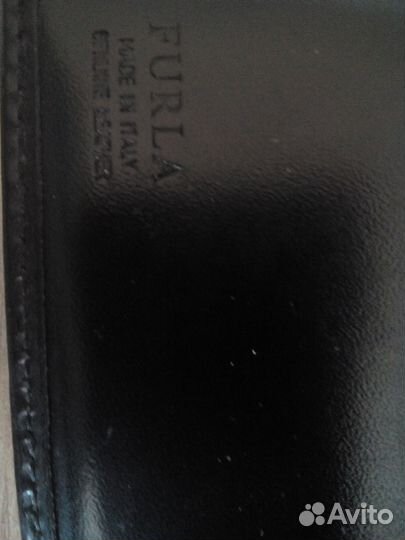 FURLA
MADE IN ITALY
GENUINE LEATHER
Avito